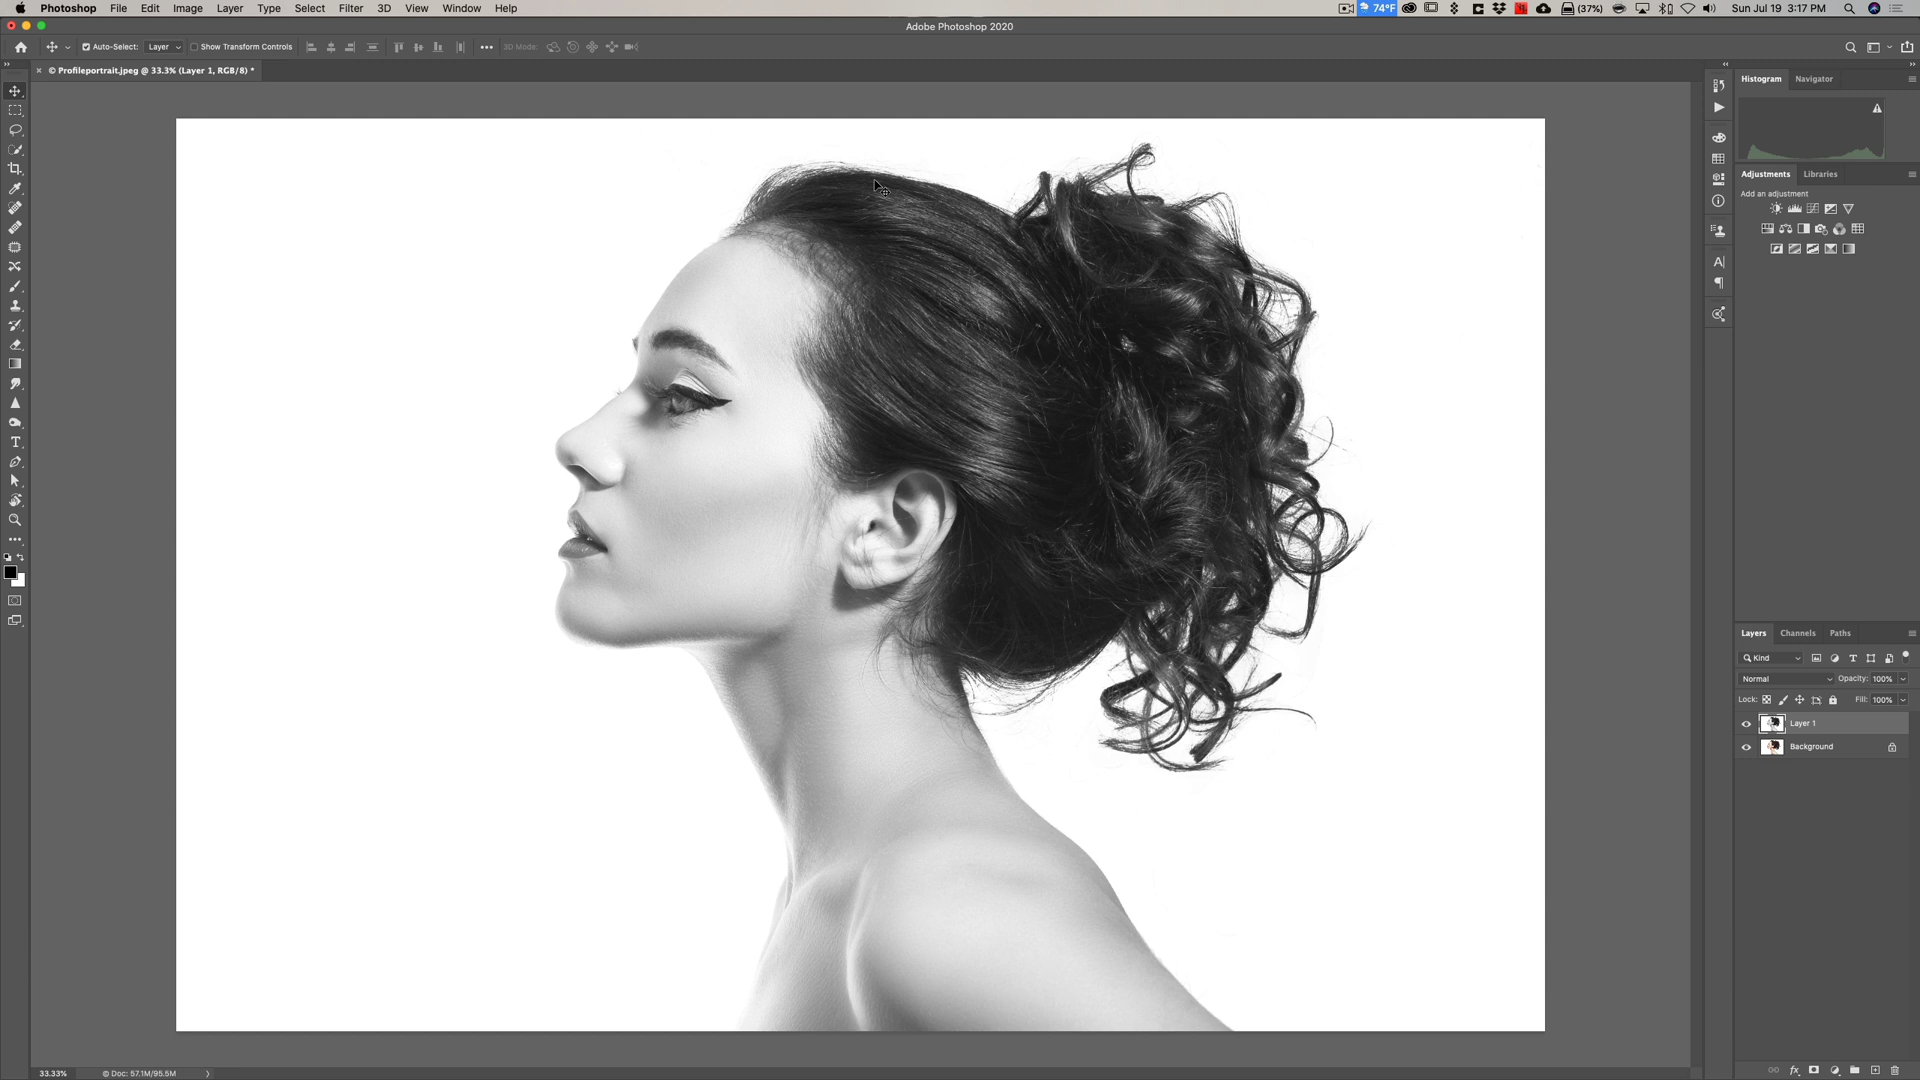 Photoshop File Edit Image Layer Type Select Filter 3D View Window Help 74°F (37%) Sun Jul 19 3:17 PM
Adobe Photoshop 2020
Auto-Select: Layer Show Transform Controls 3D Mode:
© Profileportrait.jpeg @ 33.3% (Layer 1, RGB/8) *
Histogram Navigator
Adjustments Libraries
Add an adjustment
Layers Channels Paths
Kind
Normal Opacity: 100%
Lock: Fill: 100%
Layer 1
Background
33.33% © Doc: 57.1M/95.5M